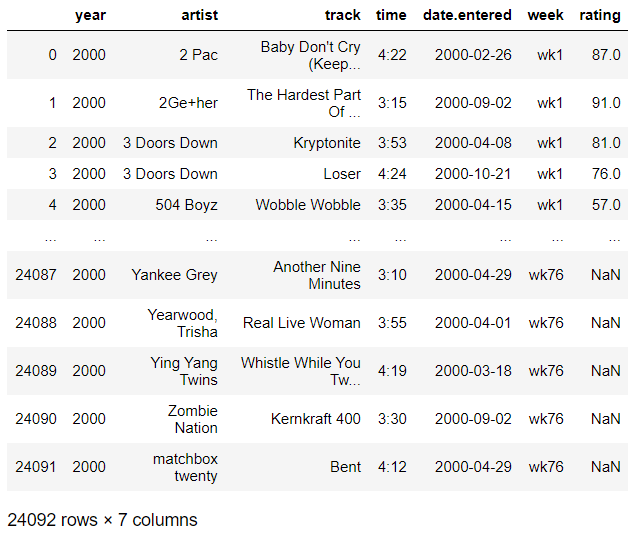 year artist track time date.entered week rating
0 2000 2 Pac Baby Don't Cry (Keep... 4:22 2000-02-26 wk1 87.0
1 2000 2Ge+her The Hardest Part Of ... 3:15 2000-09-02 wk1 91.0
2 2000 3 Doors Down Kryptonite 3:53 2000-04-08 wk1 81.0
3 2000 3 Doors Down Loser 4:24 2000-10-21 wk1 76.0
4 2000 504 Boyz Wobble Wobble 3:35 2000-04-15 wk1 57.0
... ... ... ... ... ... ... ...
24087 2000 Yankee Grey Another Nine Minutes 3:10 2000-04-29 wk76 NaN
24088 2000 Yearwood, Trisha Real Live Woman 3:55 2000-04-01 wk76 NaN
24089 2000 Ying Yang Twins Whistle While You Tw... 4:19 2000-03-18 wk76 NaN
24090 2000 Zombie Nation Kernkraft 400 3:30 2000-09-02 wk76 NaN
24091 2000 matchbox twenty Bent 4:12 2000-04-29 wk76 NaN
24092 rows × 7 columns